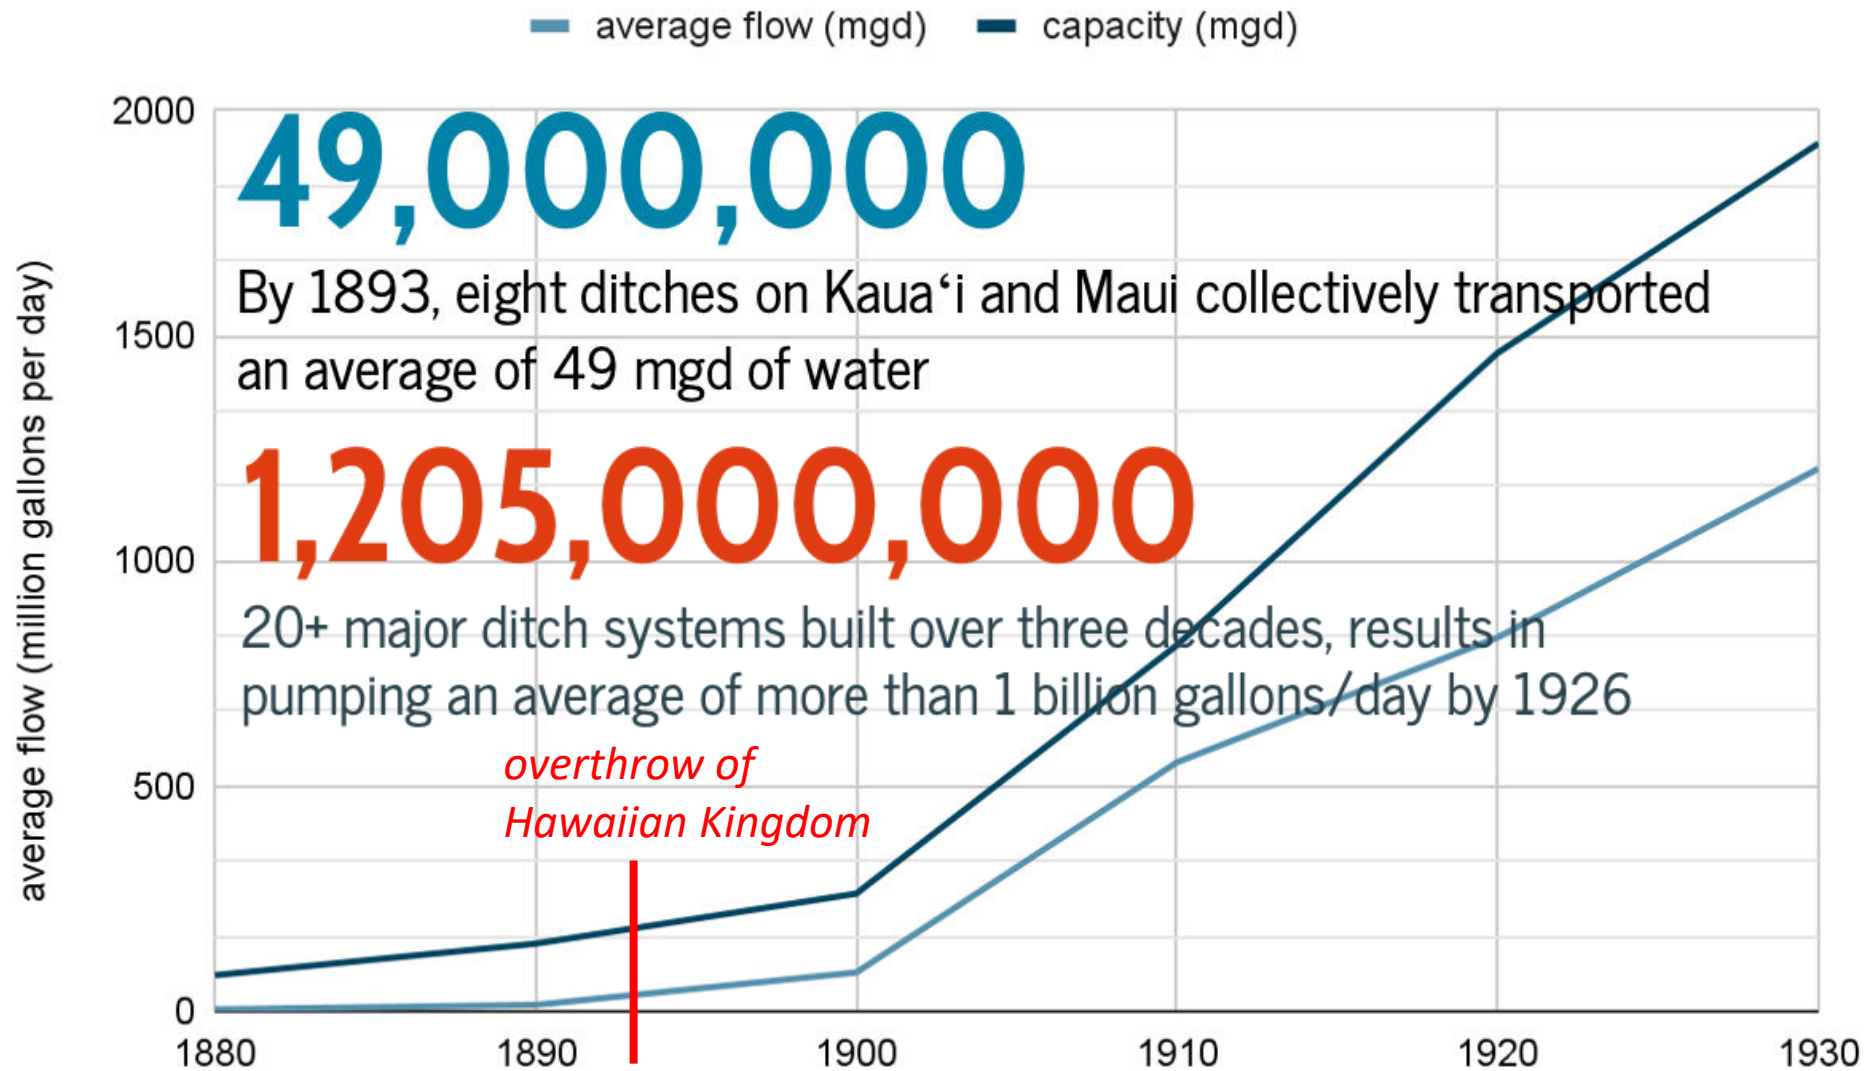 average flow (mgd) capacity (mgd)
average flow (million gallons per day)
2000
1500
1000
500
0
49,000,000
By 1893, eight ditches on Kauaʻi and Maui collectively transported
an average of 49 mgd of water
1,205,000,000
20+ major ditch systems built over three decades, results in
pumping an average of more than 1 billion gallons/day by 1926
overthrow of
Hawaiian Kingdom
1880 1890 1900 1910 1920 1930